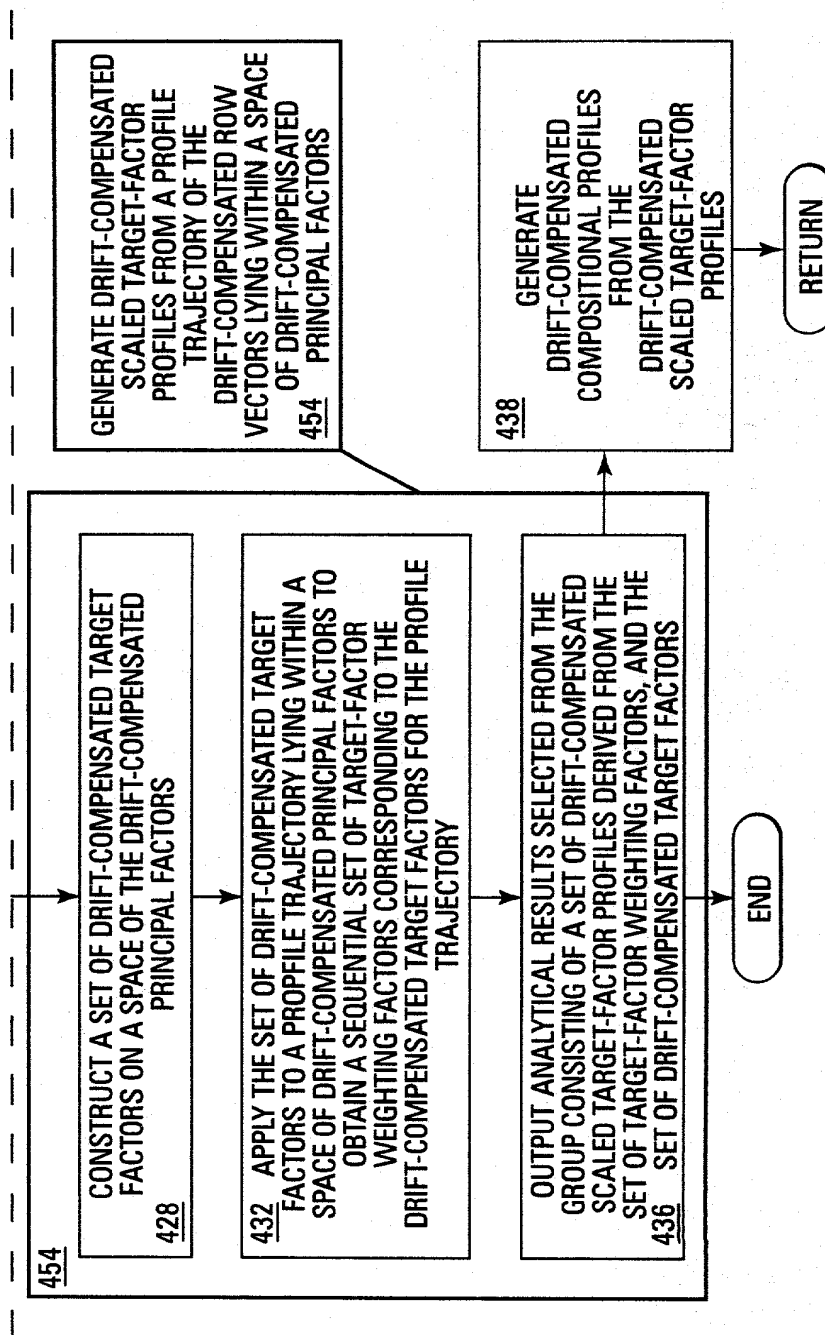 454
CONSTRUCT A SET OF DRIFT-COMPENSATED TARGET
FACTORS ON A SPACE OF THE DRIFT-COMPENSATED
PRINCIPAL FACTORS
428
432 APPLY THE SET OF DRIFT-COMPENSATED TARGET
FACTORS TO A PROPFILE TRAJECTORY LYING WITHIN A
SPACE OF DRIFT-COMPENSATED PRINCIPAL FACTORS TO
OBTAIN A SEQUENTIAL SET OF TARGET-FACTOR
WEIGHTING FACTORS CORRESPONDING TO THE
DRIFT-COMPENSATED TARGET FACTORS FOR THE PROFILE
TRAJECTORY
OUTPUT ANALYTICAL RESULTS SELECTED FROM THE
GROUP CONSISTING OF A SET OF DRIFT-COMPENSATED
SCALED TARGET-FACTOR PROFILES DERIVED FROM THE
SET OF TARGET-FACTOR WEIGHTING FACTORS, AND THE
436 SET OF DRIFT-COMPENSATED TARGET FACTORS
END
GENERATE DRIFT-COMPENSATED
SCALED TARGET-FACTOR
PROFILES FROM A PROFILE
TRAJECTORY OF THE
DRIFT-COMPENSATED ROW
VECTORS LYING WITHIN A SPACE
OF DRIFT-COMPENSATED
454 PRINCIPAL FACTORS
438 GENERATE
DRIFT-COMPENSATED
COMPOSITIONAL PROFILES
FROM THE
DRIFT-COMPENSATED
SCALED TARGET-FACTOR
PROFILES
RETURN